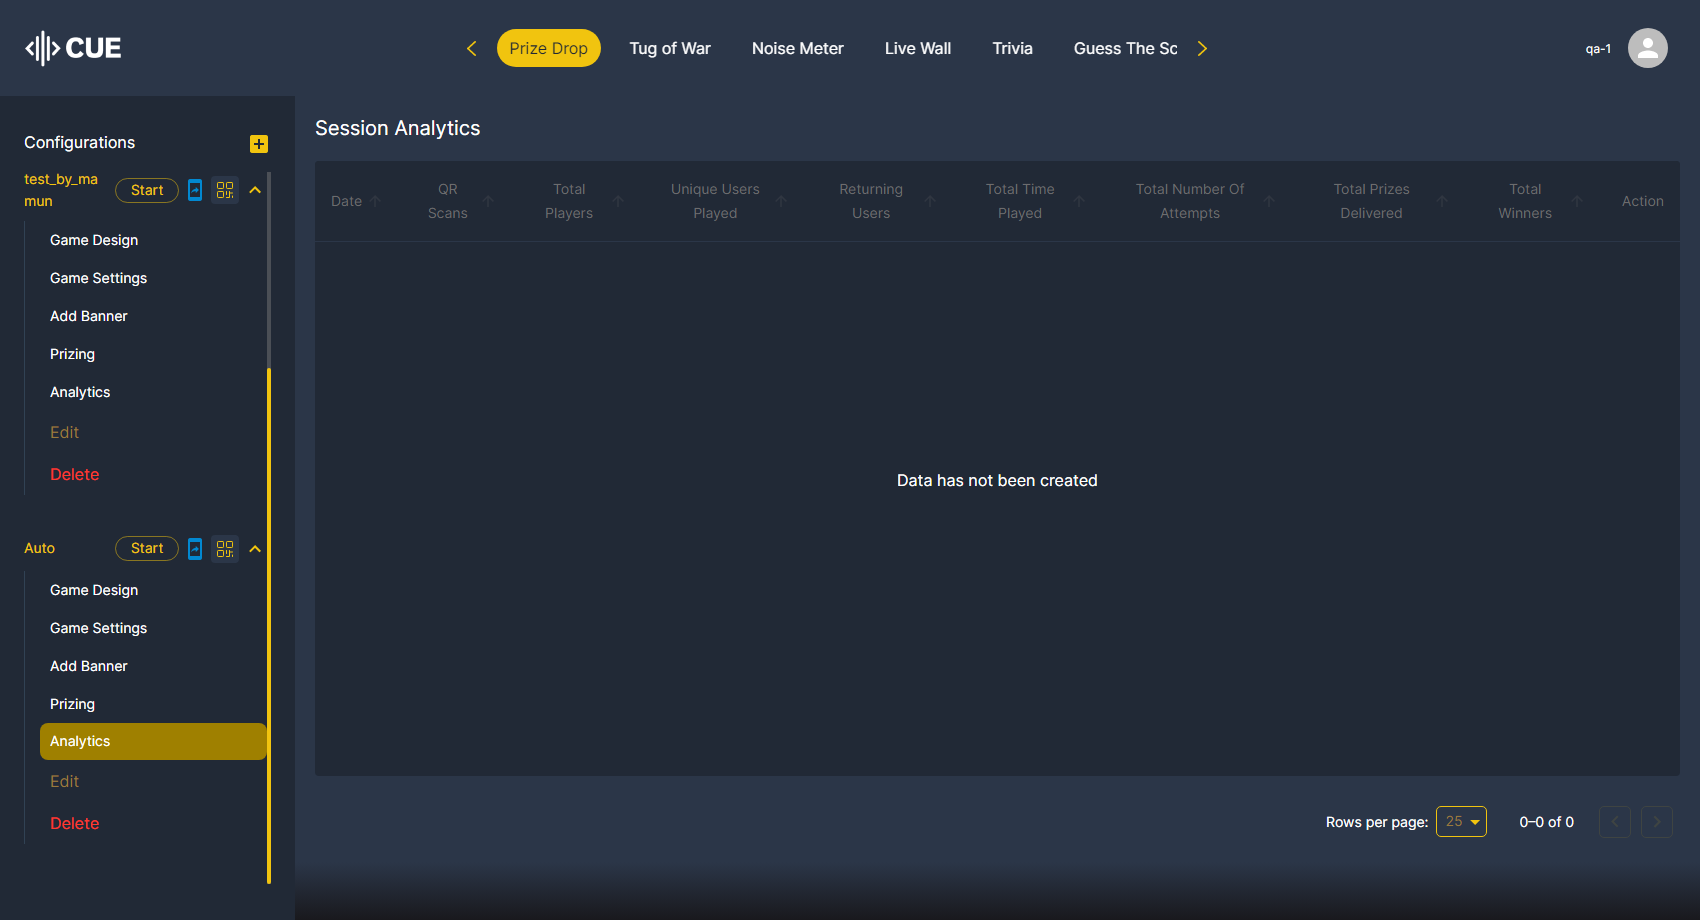 CUE
Prize Drop
Tug of War
Noise Meter
Live Wall
Trivia
Guess The Sc
qa-1
Configurations
test_by_ma
mun
Start
Game Design
Game Settings
Add Banner
Prizing
Analytics
Edit
Delete
Auto
Start
Game Design
Game Settings
Add Banner
Prizing
Analytics
Edit
Delete
Session Analytics
Date
QR
Scans
Total
Players
Unique Users
Played
Returning
Users
Total Time
Played
Total Number Of
Attempts
Total Prizes
Delivered
Total
Winners
Action
Data has not been created
Rows per page:
25
0–0 of 0